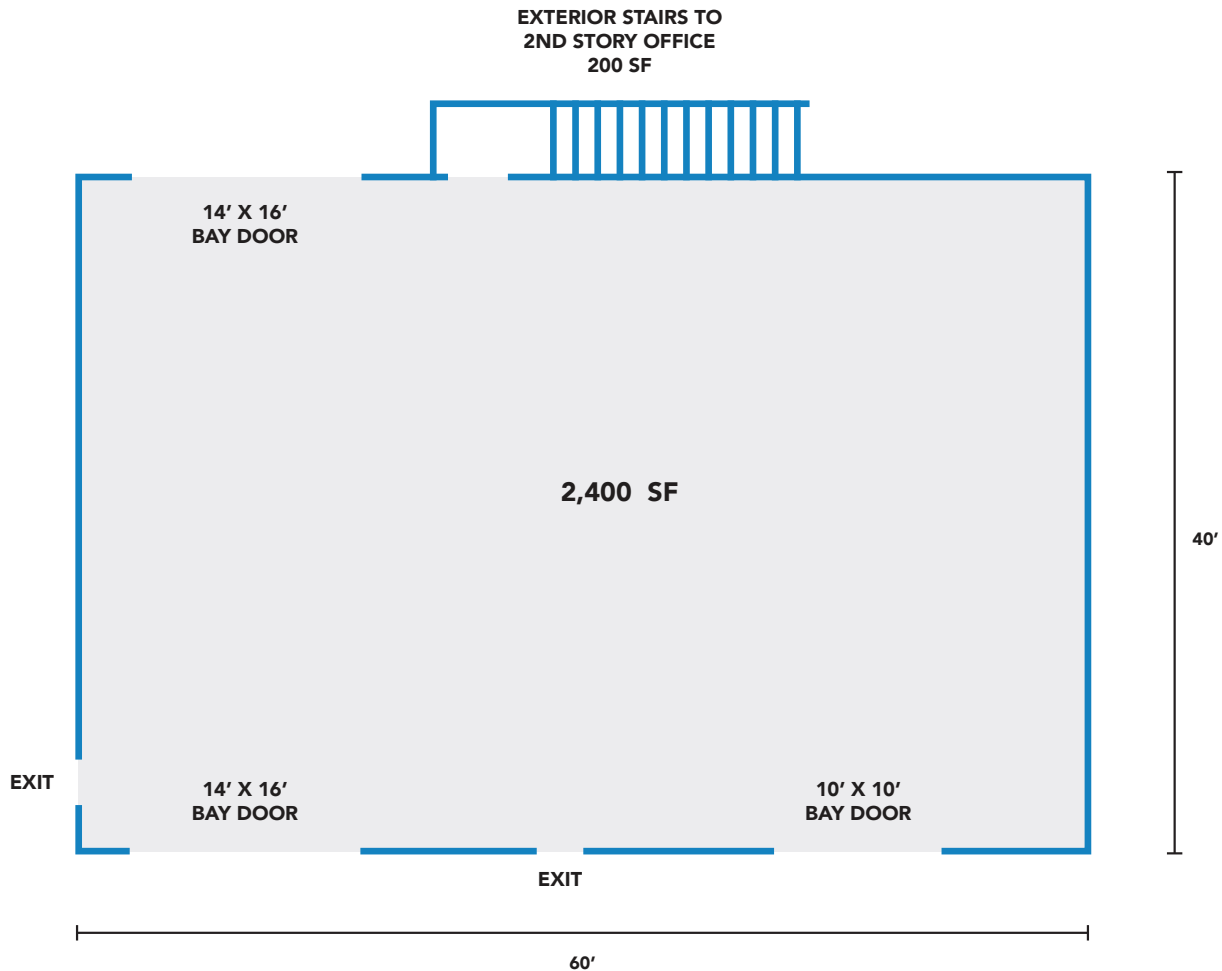 EXTERIOR STAIRS TO
2ND STORY OFFICE
200 SF
14’ X 16’
BAY DOOR
2,400 SF
40’
EXIT
14’ X 16’
BAY DOOR
10’ X 10’
BAY DOOR
EXIT
60’